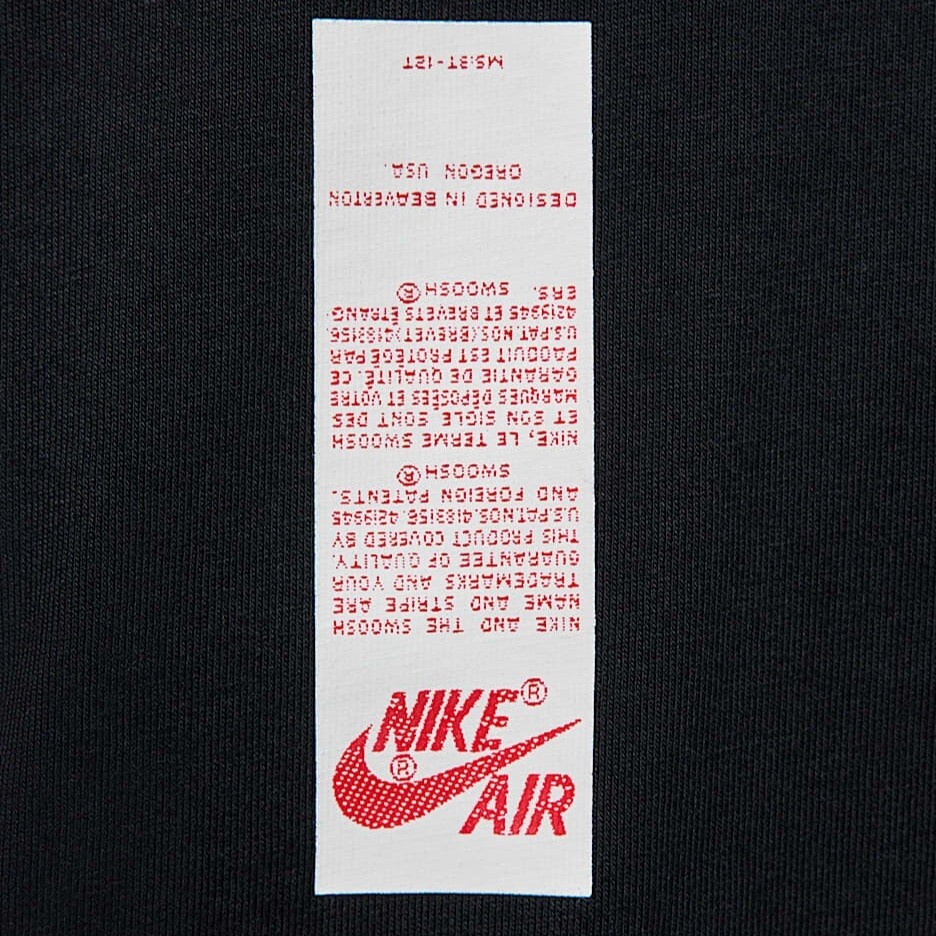 NIKE®
®
AIR
NIKE AND THE SWOOSH
NAME AND STRIPE ARE
TRADEMARKS AND YOUR
GUARANTEE OF QUALITY.
THIS PRODUCT COVERED BY
U.S.PAT.NOS.4183156.4219945
AND FOREIGN PATENTS.
SWOOSH ®
NIKE, LE TERME SWOOSH
ET SON SIGLE SONT DES
MARQUES DÉPOSÉES ET VOTRE
GARANTIE DE QUALITÉ. CE
PRODUIT EST PROTÉGÉ PAR
U.S.PAT.NOS.(BREVET)4183156.
4219945 ET BREVETS ÉTRANG-
ERS. SWOOSH ®
DESIGNED IN BEAVERTON
OREGON USA.
MS:3T-12T